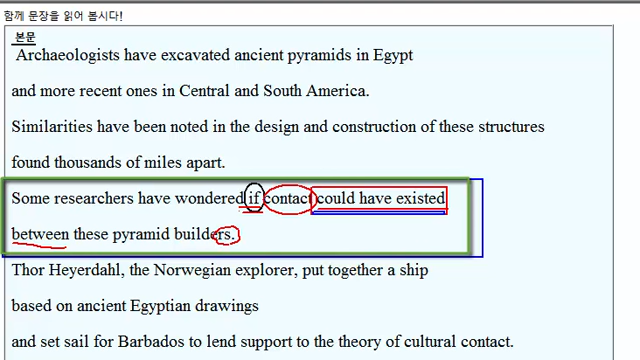 함께 문장을 읽어 봅시다!
본문
Archaeologists have excavated ancient pyramids in Egypt
and more recent ones in Central and South America.
Similarities have been noted in the design and construction of these structures
found thousands of miles apart.
Some researchers have wondered if contact could have existed
between these pyramid builders.
Thor Heyerdahl, the Norwegian explorer, put together a ship
based on ancient Egyptian drawings
and set sail for Barbados to lend support to the theory of cultural contact.